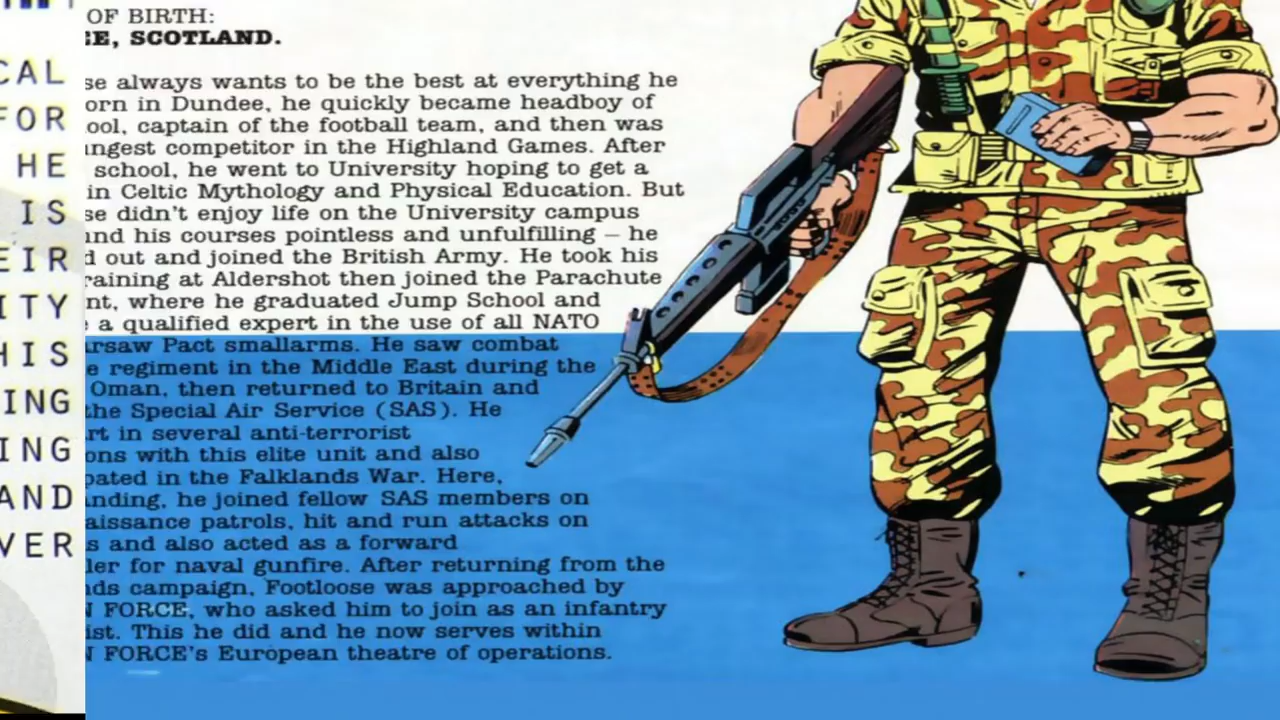 CAL
FOR
HE
IS
EIR
ITY
HIS
ING
ING
AND
VER
OF BIRTH:
EE, SCOTLAND.
se always wants to be the best at everything he
orn in Dundee, he quickly became headboy of
ool, captain of the football team, and then was
ungest competitor in the Highland Games. After
school, he went to University hoping to get a
in Celtic Mythology and Physical Education. But
se didn't enjoy life on the University campus
und his courses pointless and unfulfilling – he
d out and joined the British Army. He took his
raining at Aldershot then joined the Parachute
nt, where he graduated Jump School and
e a qualified expert in the use of all NATO
arsaw Pact smallarms. He saw combat
e regiment in the Middle East during the
Oman, then returned to Britain and
the Special Air Service (SAS). He
rt in several anti-terrorist
ons with this elite unit and also
pated in the Falklands War. Here,
nding, he joined fellow SAS members on
aissance patrols, hit and run attacks on
s and also acted as a forward
ler for naval gunfire. After returning from the
nds campaign, Footloose was approached by
N FORCE, who asked him to join as an infantry
ist. This he did and he now serves within
N FORCE's European theatre of operations.